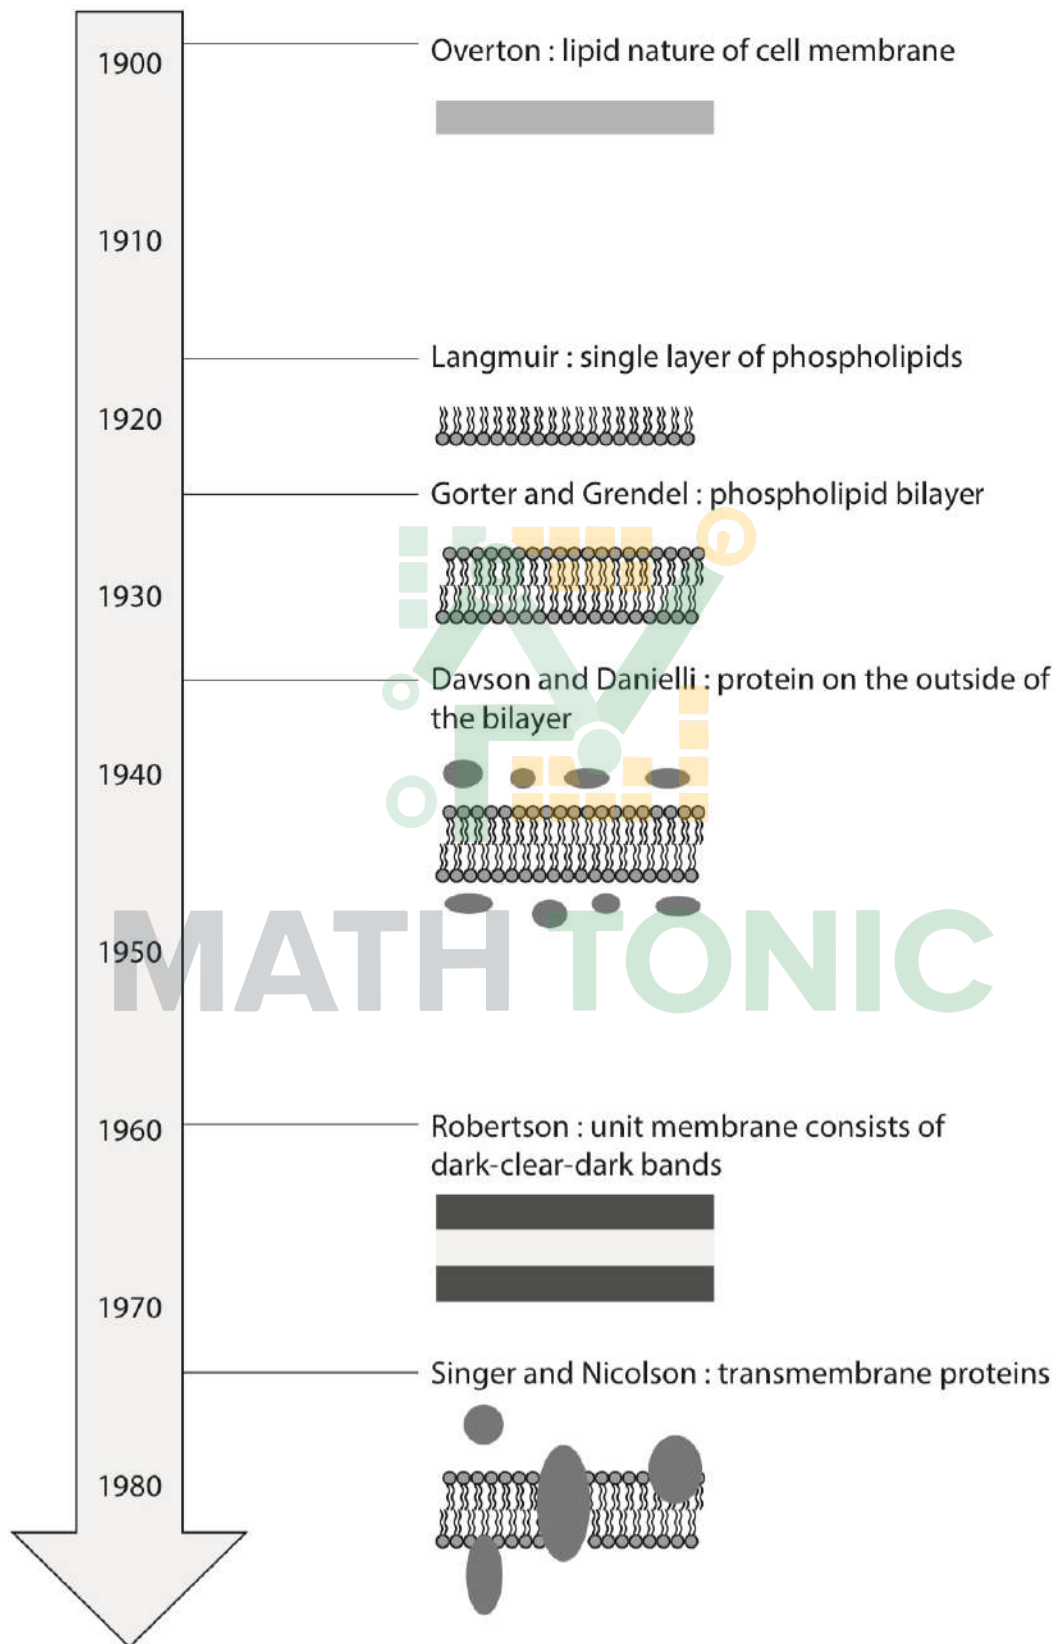 1900
Overton : lipid nature of cell membrane
1910
Langmuir : single layer of phospholipids
1920
Gorter and Grendel : phospholipid bilayer
1930
Davson and Danielli : protein on the outside of
the bilayer
1940
MATH TONIC
1950
Robertson : unit membrane consists of
dark-clear-dark bands
1960
1970
Singer and Nicolson : transmembrane proteins
1980